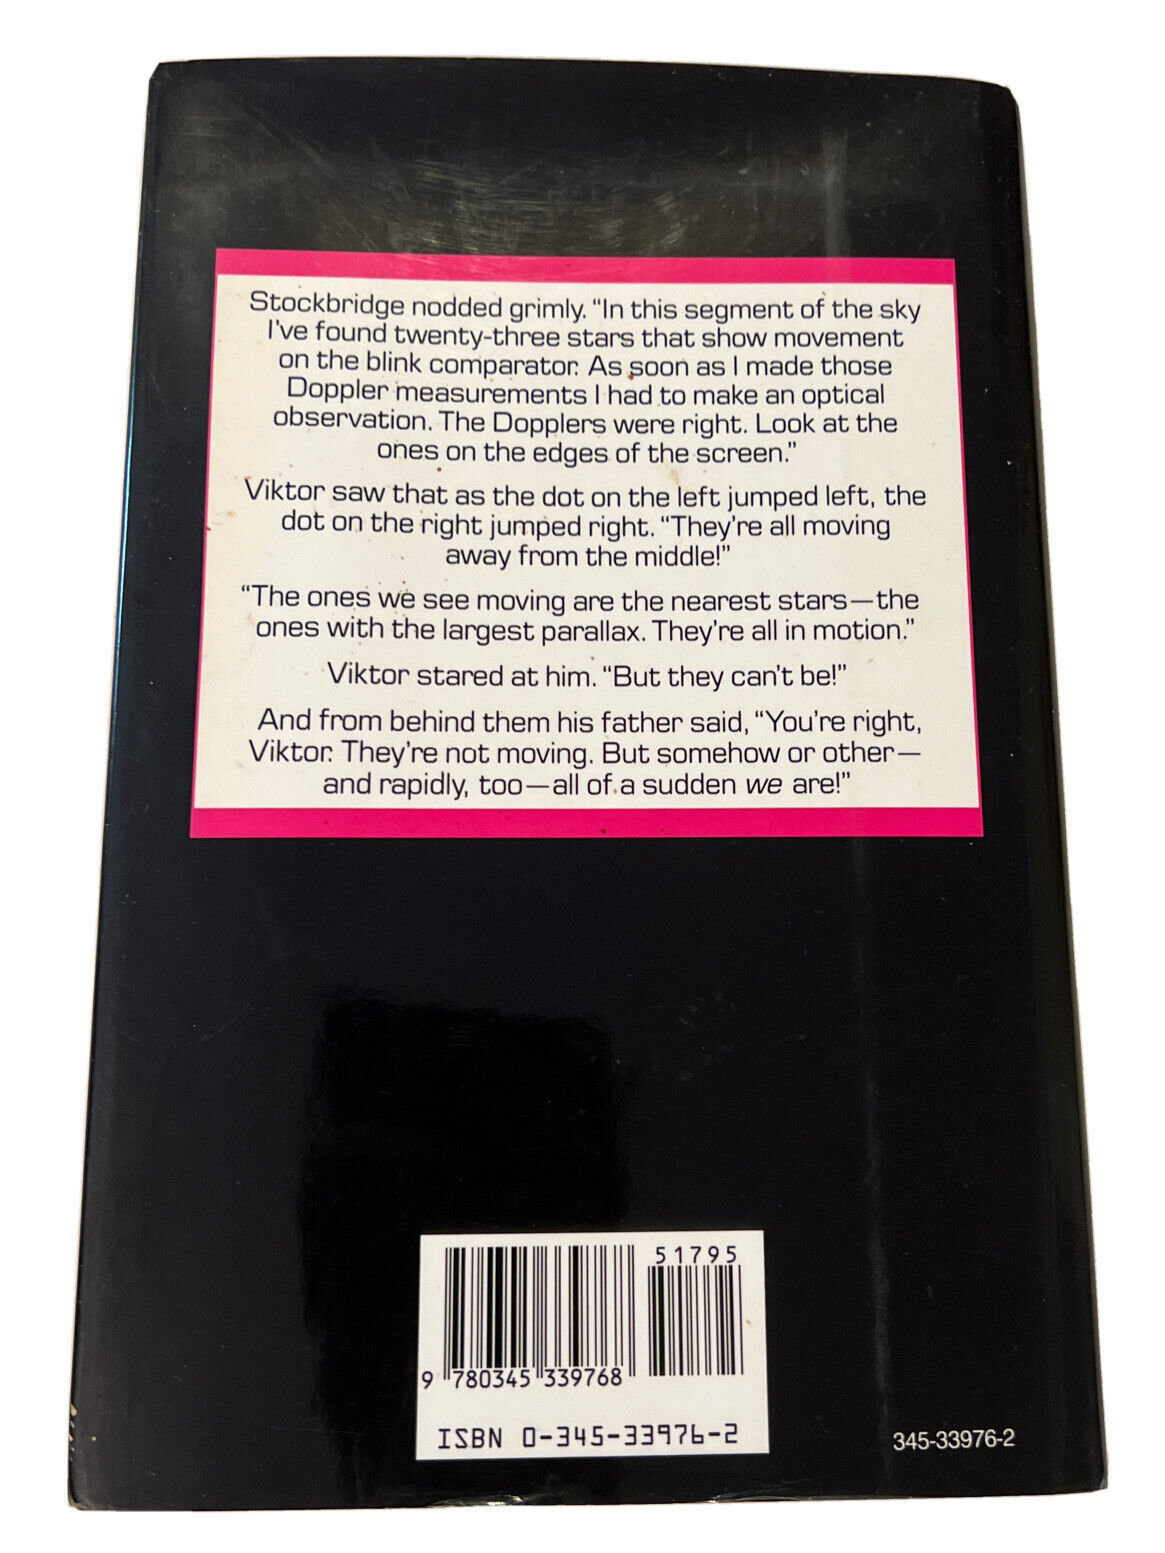 Stockbridge nodded grimly. “In this segment of the sky
I've found twenty-three stars that show movement
on the blink comparator. As soon as I made those
Doppler measurements I had to make an optical
observation. The Dopplers were right. Look at the
ones on the edges of the screen.”
Viktor saw that as the dot on the left jumped left, the
dot on the right jumped right. “They're all moving
away from the middle!”
“The ones we see moving are the nearest stars—the
ones with the largest parallax. They're all in motion.”
Viktor stared at him. “But they can't be!”
And from behind them his father said, “You're right,
Viktor. They're not moving. But somehow or other—
and rapidly, too—all of a sudden we are!”
51795
9 780345 339768
ISBN 0-345-33976-2
345-33976-2